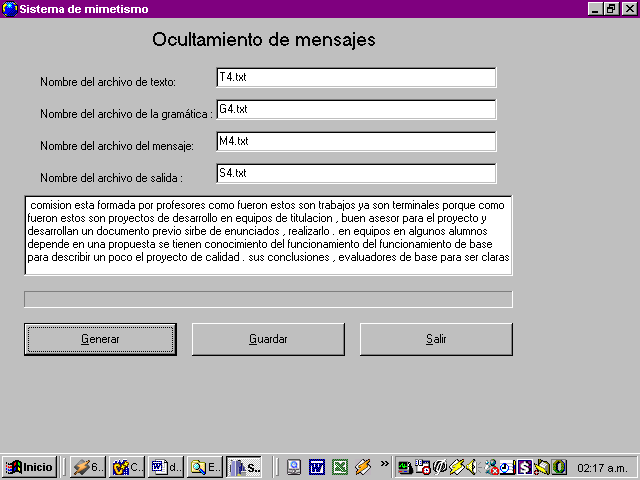 Sistema de mimetismo
Ocultamiento de mensajes
Nombre del archivo de texto:
T4.txt
Nombre del archivo de la gramática :
G4.txt
Nombre del archivo del mensaje:
M4.txt
Nombre del archivo de salida :
S4.txt
comision esta formada por profesores como fueron estos son trabajos ya son terminales porque como
fueron estos son proyectos de desarrollo en equipos de titulacion , buen asesor para el proyecto y
desarrollan un documento previo sirbe de enunciados , realizarlo . en equipos en algunos alumnos
depende en una propuesta se tienen conocimiento del funcionamiento del funcionamiento de base
para describir un poco el proyecto de calidad . sus conclusiones , evaluadores de base para ser claras
Generar
Guardar
Salir
Inicio
6..
C..
d..
E..
S..
»
02:17 a.m.